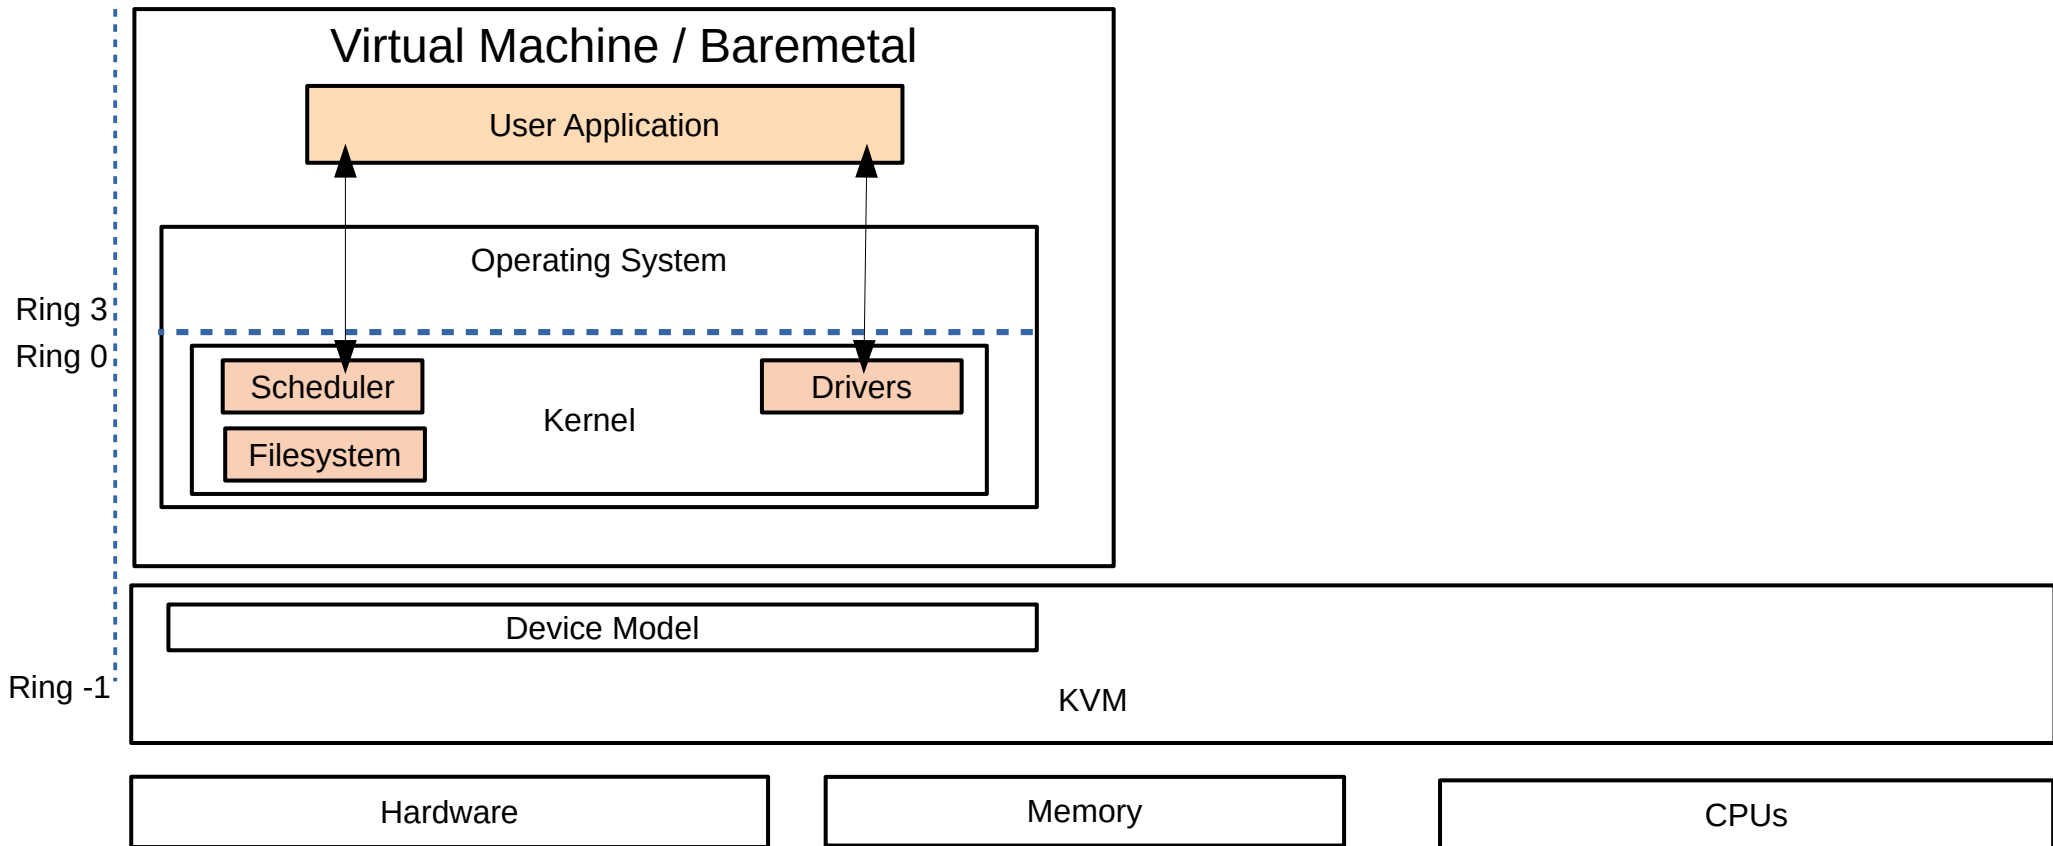 Virtual Machine / Baremetal
User Application
Operating System
Ring 3
Ring 0
Scheduler
Drivers
Kernel
Filesystem
Device Model
Ring -1
KVM
Hardware
Memory
CPUs